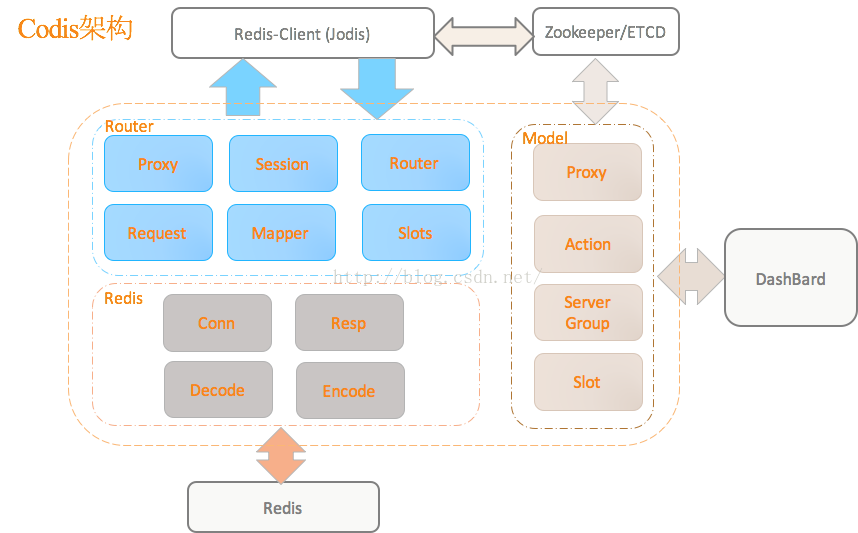 Codis架构
Redis-Client (Jodis)
Zookeeper/ETCD
Router
Proxy
Session
Router
Request
Mapper
Slots
Model
Proxy
Action
Server
Group
Slot
DashBard
http://blog.csdn.net/
Redis
Conn
Resp
Decode
Encode
Redis